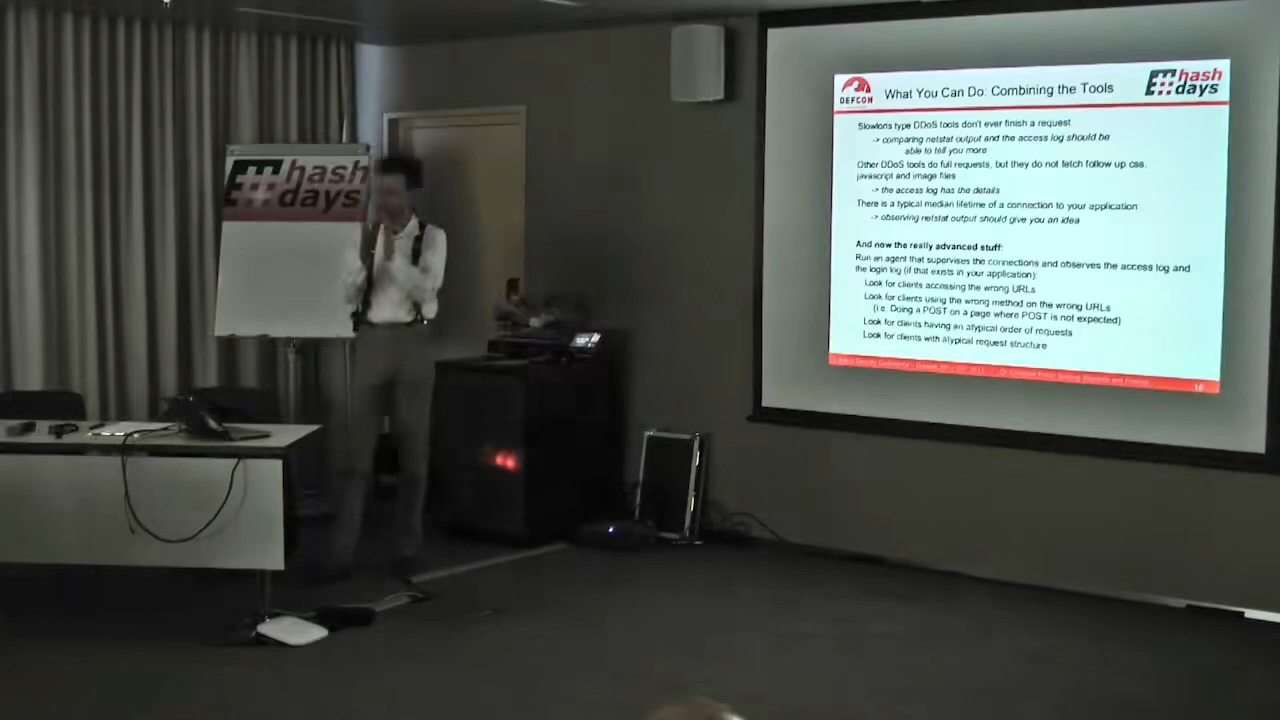 hash
days
DEFCON
What You Can Do: Combining the Tools
hash
days
Slowloris type DDoS tools don't ever finish a request
-> comparing netstat output and the access log should be
able to tell you more
Other DDoS tools do full requests, but they do not fetch follow up css,
javascript and image files
-> the access log has the details
There is a typical median lifetime of a connection to your application
-> observing netstat output should give you an idea
And now the really advanced stuff:
Run an agent that supervises the connections and observes the access log and
the login log (if that exists in your application):
Look for clients accessing the wrong URLs
Look for clients using the wrong method on the wrong URLs
(i.e. Doing a POST on a page where POST is not expected)
Look for clients having an atypical order of requests
Look for clients with atypical request structure
16